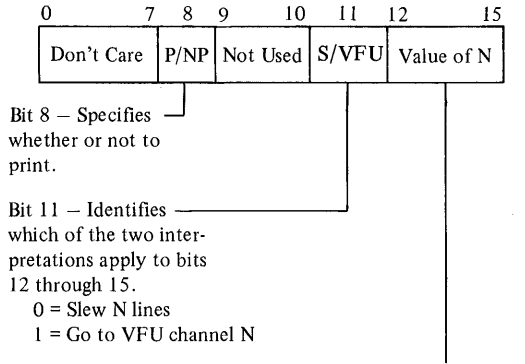 0 7 8 9 10 11 12 15
Don't Care P/NP Not Used S/VFU Value of N
Bit 8 – Specifies
whether or not to
print.
Bit 11 – Identifies
which of the two inter-
pretations apply to bits
12 through 15.
0 = Slew N lines
1 = Go to VFU channel N